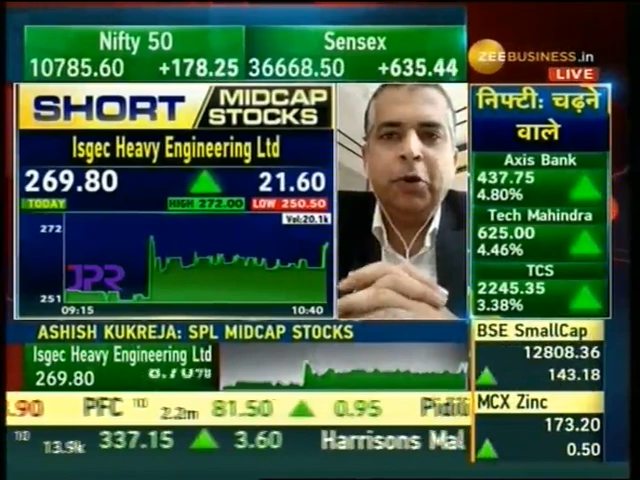 Nifty 50
10785.60 +178.25
Sensex
36668.50 +635.44
ZEEBUSINESS.in
LIVE
SHORT
MIDCAP
STOCKS
Isgec Heavy Engineering Ltd
269.80 21.60
TODAY HIGH 272.00 LOW 250.50
Vol:20.1k
272
JPR
251
09:15 10:40
निफ्टी: चढ़ने
वाले
Axis Bank
437.75
4.80%
Tech Mahindra
625.00
4.46%
TCS
2245.35
3.38%
ASHISH KUKREJA: SPL MIDCAP STOCKS
Isgec Heavy Engineering Ltd
269.80
BSE SmallCap
12808.36
143.18
MCX Zinc
173.20
0.50
.90 PFC 2.2m 81.50 0.95 Pidili
13.9k 337.15 3.60 Harrisons Mal